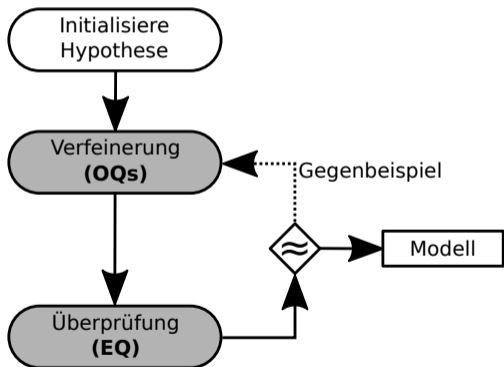 Initialisiere
Hypothese
Verfeinerung
(OQs)
Gegenbeispiel
≈
Modell
Überprüfung
(EQ)